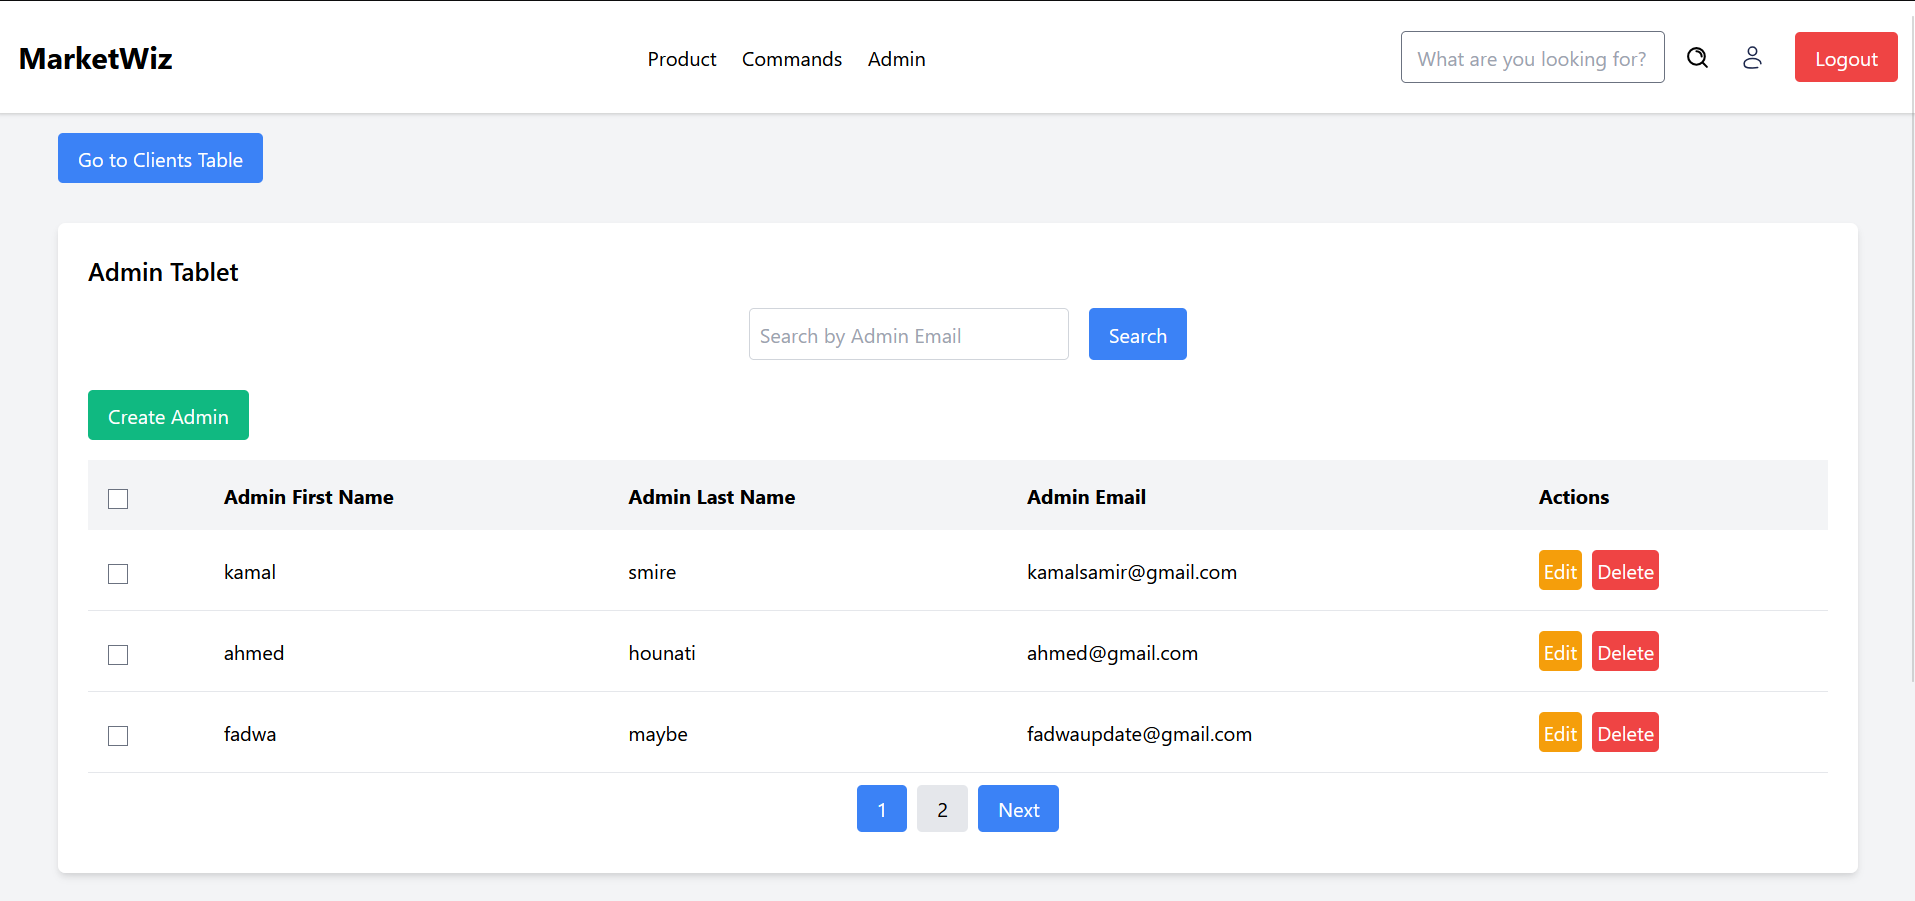 MarketWiz Product Commands Admin What are you looking for? Logout
Go to Clients Table
Admin Tablet
Search by Admin Email Search
Create Admin
Admin First Name Admin Last Name Admin Email Actions
kamal smire kamalsamir@gmail.com Edit Delete
ahmed hounati ahmed@gmail.com Edit Delete
fadwa maybe fadwaupdate@gmail.com Edit Delete
1 2 Next